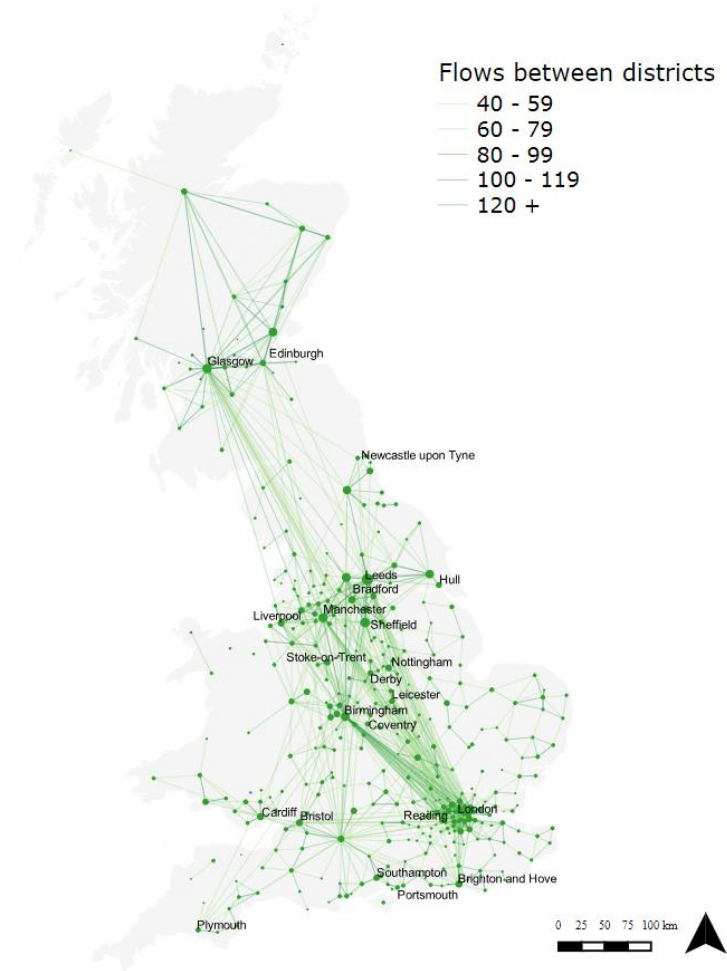 Flows between districts
40 - 59
60 - 79
80 - 99
100 - 119
120 +
Glasgow
Edinburgh
Newcastle upon Tyne
Leeds
Hull
Bradford
Liverpool
Manchester
Sheffield
Stoke-on-Trent
Nottingham
Derby
Leicester
Birmingham
Coventry
Cardiff
Bristol
Reading
London
Southampton
Brighton and Hove
Portsmouth
Plymouth
0 25 50 75 100 km